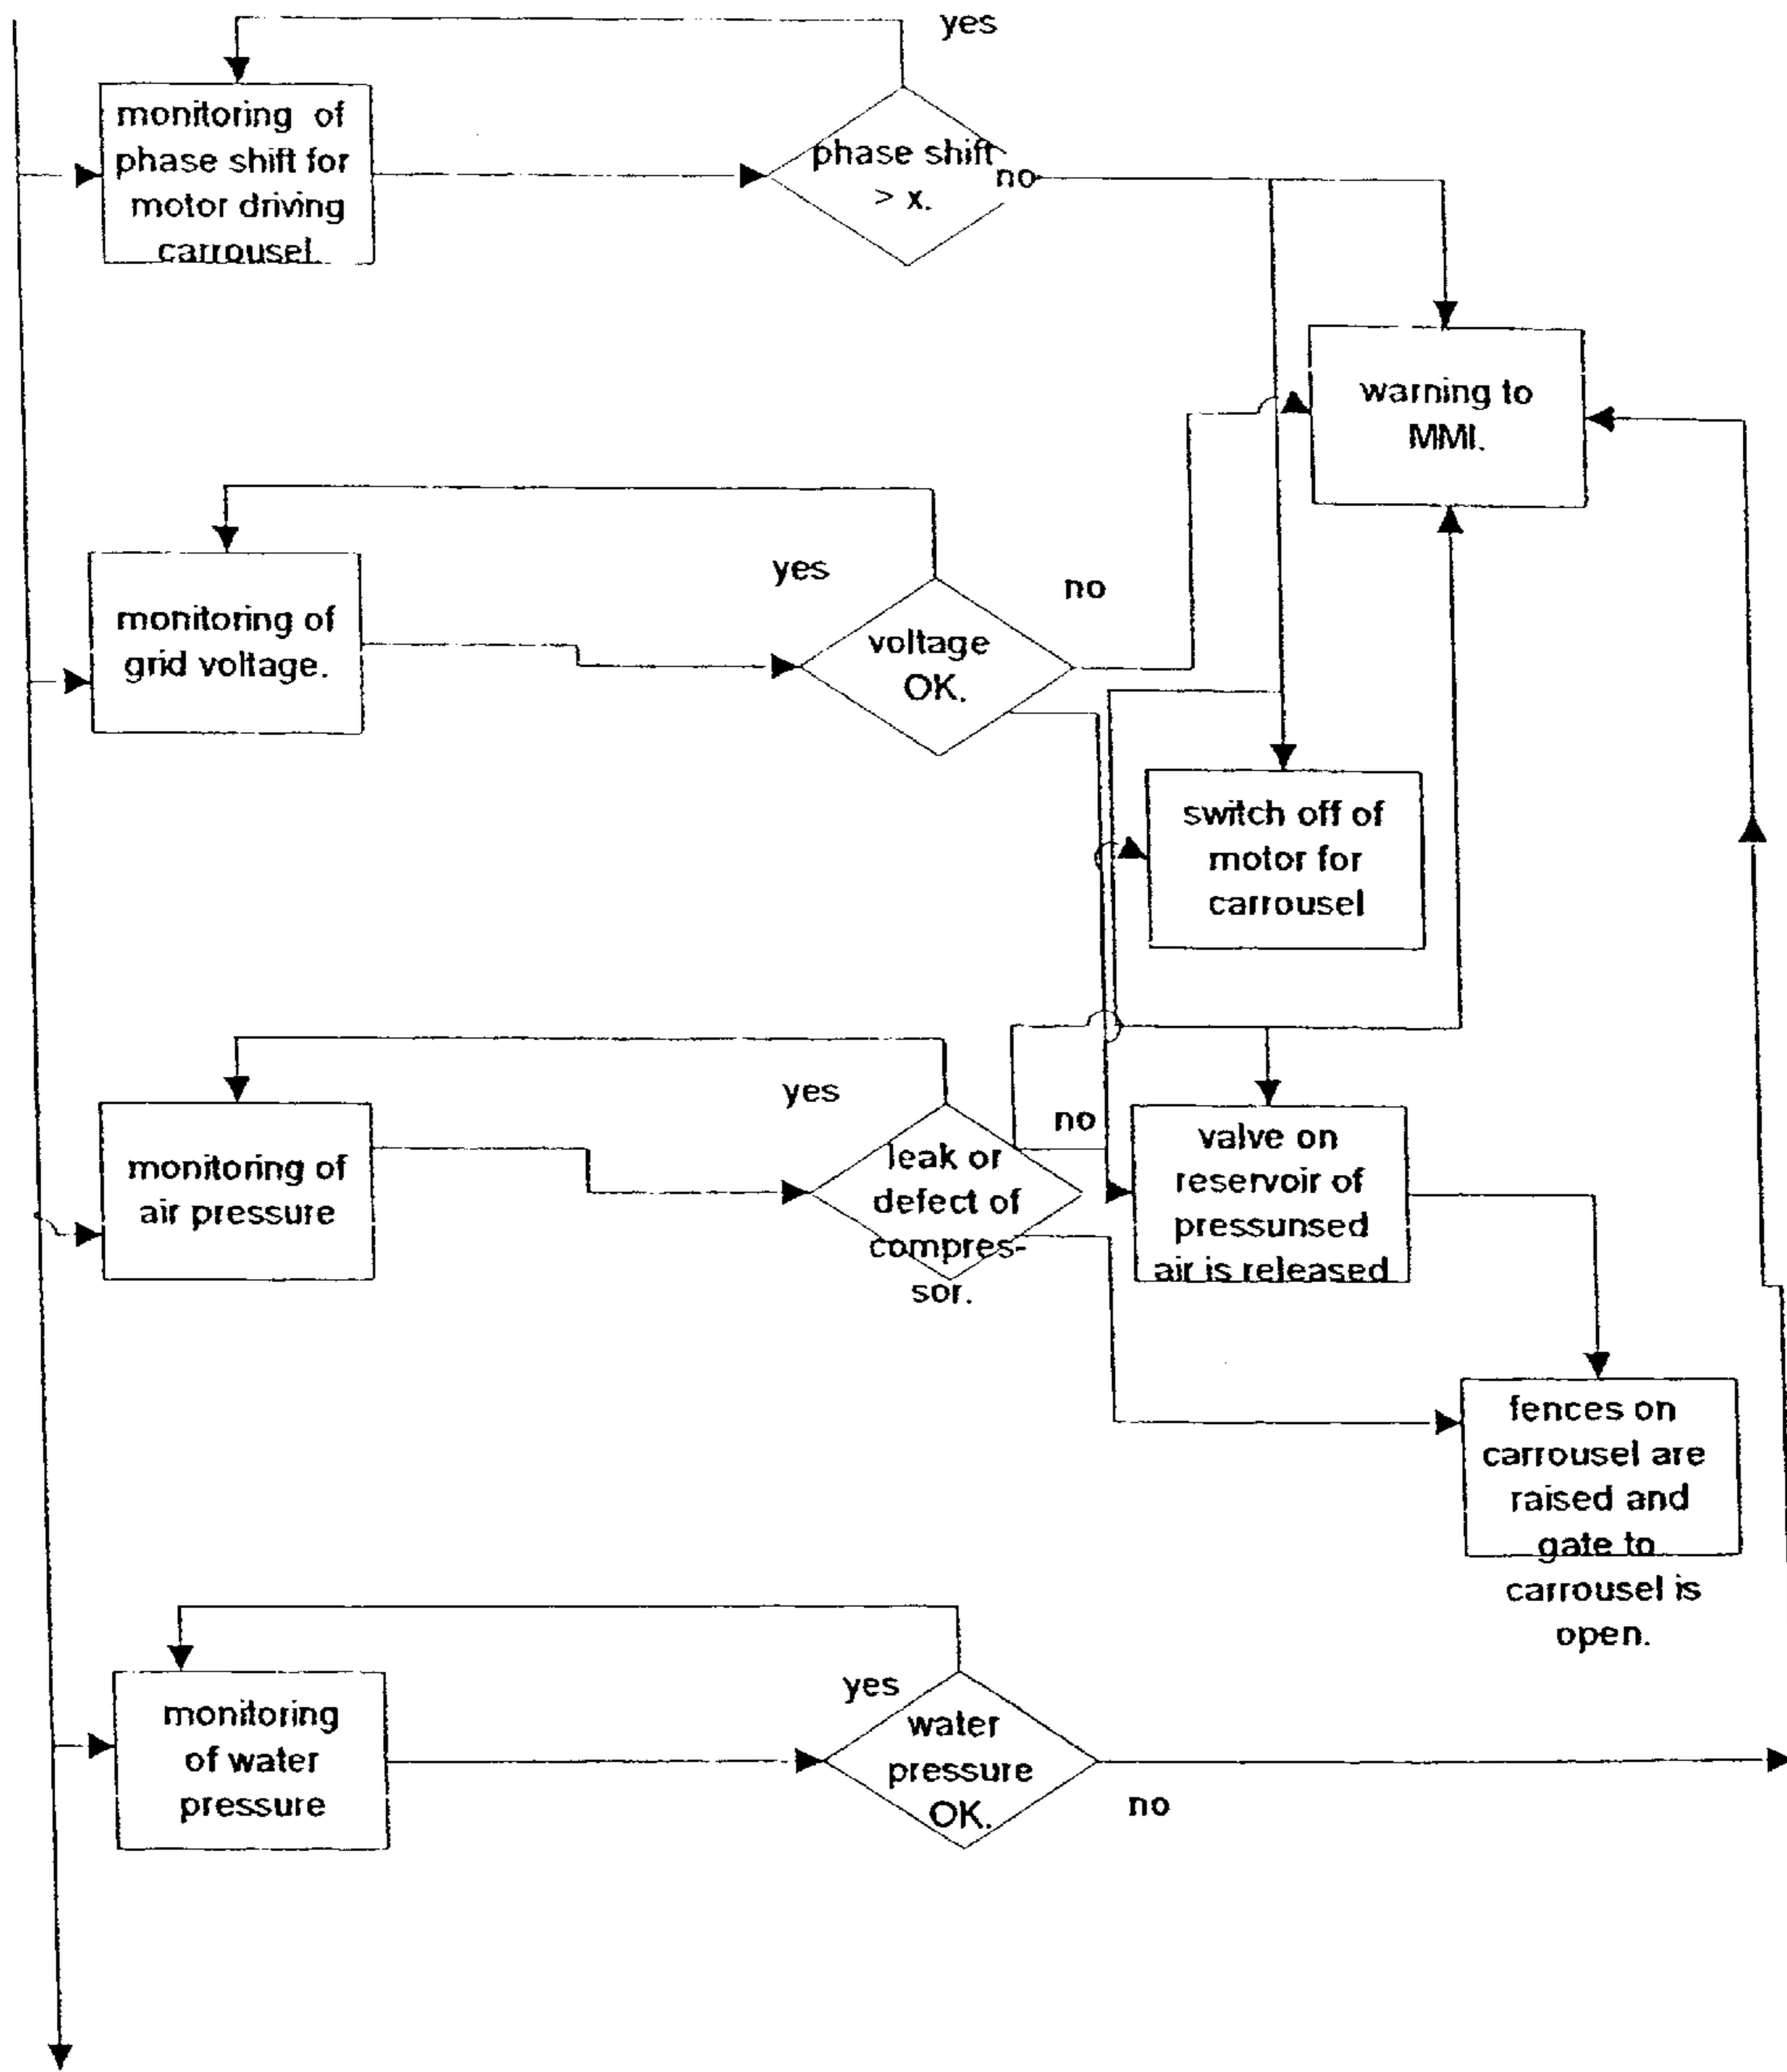 yes
monitoring of
phase shift for
motor driving
carrousel.
phase shift
> x.
no
warning to
MMI.
monitoring of
grid voltage.
yes
voltage
OK.
no
switch off of
motor for
carrousel
monitoring of
air pressure
yes
leak or
defect of
compres-
sor.
no
valve on
reservoir of
pressunsed
air is released
fences on
carrousel are
raised and
gate to
carrousel is
open.
monitoring
of water
pressure
yes
water
pressure
OK.
no